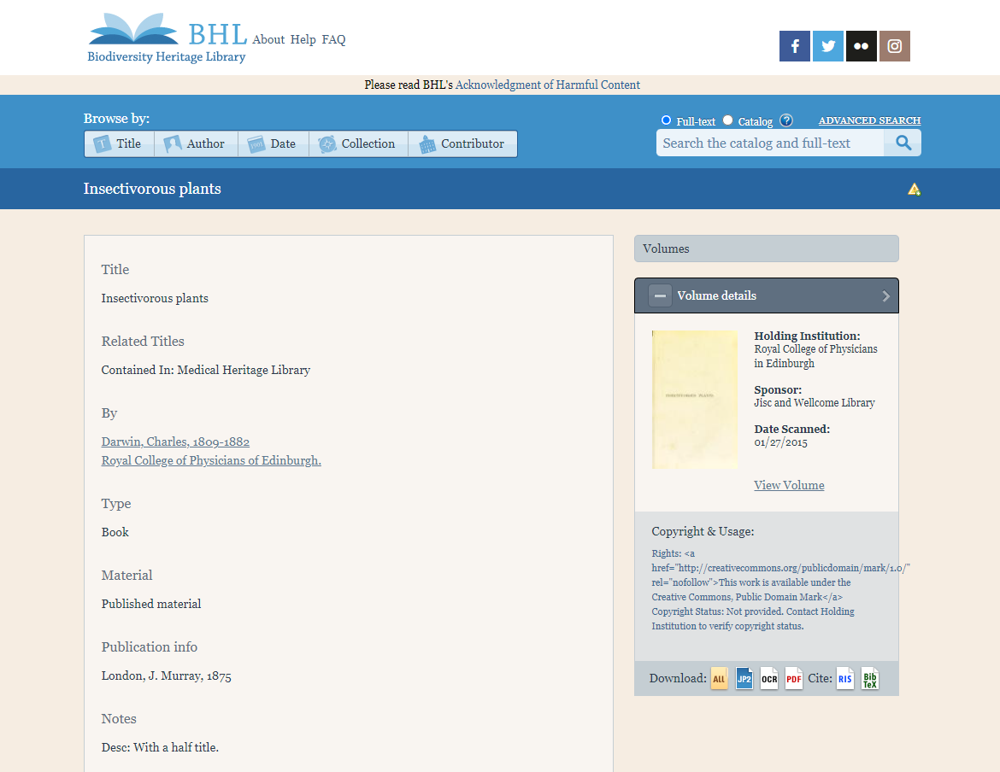 BHL
Biodiversity Heritage Library
About Help FAQ
Please read BHL's Acknowledgment of Harmful Content
Browse by:
Title Author Date Collection Contributor
Full-text Catalog ? ADVANCED SEARCH
Search the catalog and full-text
Insectivorous plants
Title
Insectivorous plants
Related Titles
Contained In: Medical Heritage Library
By
Darwin, Charles, 1809-1882
Royal College of Physicians of Edinburgh.
Type
Book
Material
Published material
Publication info
London, J. Murray, 1875
Notes
Desc: With a half title.
Volumes
Volume details
INSECTIVOROUS PLANTS
Holding Institution:
Royal College of Physicians
in Edinburgh
Sponsor:
Jisc and Wellcome Library
Date Scanned:
01/27/2015
View Volume
Copyright & Usage:
Rights: <a
href="http://creativecommons.org/publicdomain/mark/1.0/"
rel="nofollow">This work is available under the
Creative Commons, Public Domain Mark</a>
Copyright Status: Not provided. Contact Holding
Institution to verify copyright status.
Download: All JP2 OCR PDF Cite: RIS Bib TeX